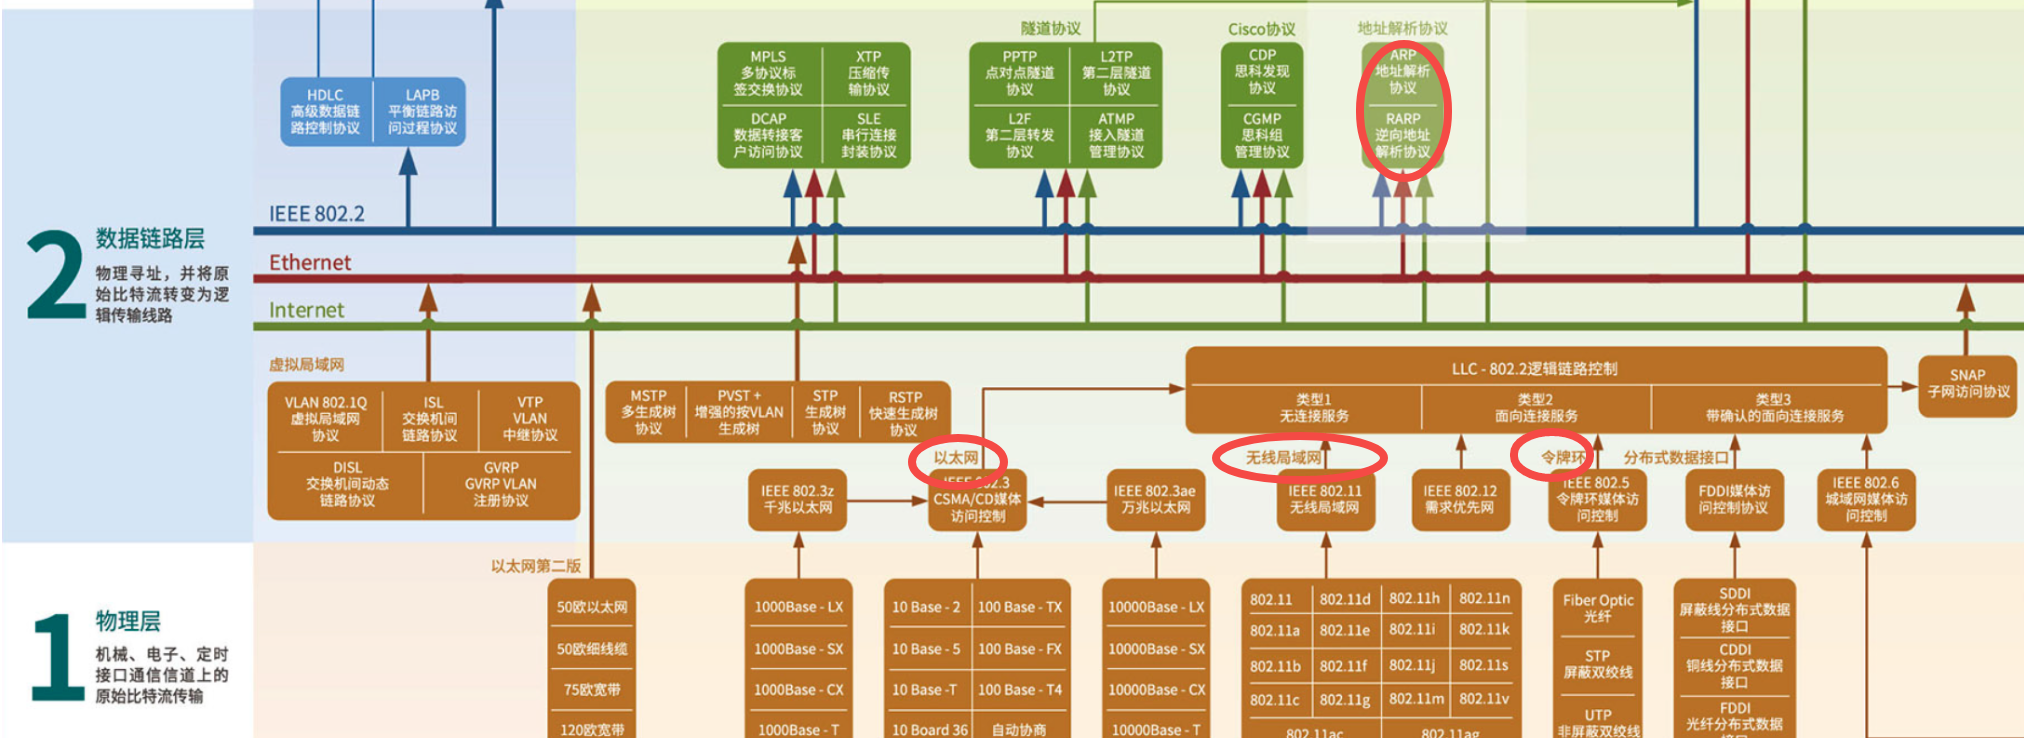 隧道协议
Cisco协议
地址解析协议
MPLS
多协议标
签交换协议
XTP
压缩传
输协议
DCAP
数据转接客
户访问协议
SLE
串行连接
封装协议
PPTP
点对点隧道
协议
L2TP
第二层隧道
协议
L2F
第二层转发
协议
ATMP
接入隧道
管理协议
CDP
思科发现
协议
CGMP
思科组
管理协议
ARP
地址解析
协议
RARP
逆向地址
解析协议
HDLC
高级数据链
路控制协议
LAPB
平衡链路访
问过程协议
2
数据链路层
物理寻址，并将原
始比特流转变为逻
辑传输线路
IEEE 802.2
Ethernet
Internet
虚拟局域网
VLAN 802.1Q
虚拟局域网
协议
ISL
交换机间
链路协议
VTP
VLAN
中继协议
DISL
交换机间动态
链路协议
GVRP
GVRP VLAN
注册协议
MSTP
多生成树
协议
PVST +
增强的按VLAN
生成树
STP
生成树
协议
RSTP
快速生成树
协议
LLC - 802.2逻辑链路控制
类型1
无连接服务
类型2
面向连接服务
类型3
带确认的面向连接服务
SNAP
子网访问协议
以太网
无线局域网
令牌环
分布式数据接口
IEEE 802.3z
千兆以太网
IEEE 802.3
CSMA/CD媒体
访问控制
IEEE 802.3ae
万兆以太网
IEEE 802.11
无线局域网
IEEE 802.12
需求优先网
IEEE 802.5
令牌环媒体访
问控制
FDDI媒体访
问控制协议
IEEE 802.6
城域网媒体访
问控制
1
物理层
机械、电子、定时
接口通信信道上的
原始比特流传输
以太网第二版
50欧以太网
50欧细线缆
75欧宽带
120欧宽带
1000Base - LX
1000Base - SX
1000Base - CX
1000Base - T
10 Base - 2
100 Base - TX
10 Base - 5
100 Base - FX
10 Base -T
100 Base - T4
10 Board 36
自动协商
10000Base - LX
10000Base - SX
10000Base - CX
10000Base - T
802.11
802.11d
802.11h
802.11n
802.11a
802.11e
802.11i
802.11k
802.11b
802.11f
802.11j
802.11s
802.11c
802.11g
802.11m
802.11v
802.11ac
802.11ag
Fiber Optic
光纤
STP
屏蔽双绞线
UTP
非屏蔽双绞线
SDDI
屏蔽线分布式数据
接口
CDDI
铜线分布式数据
接口
FDDI
光纤分布式数据
接口